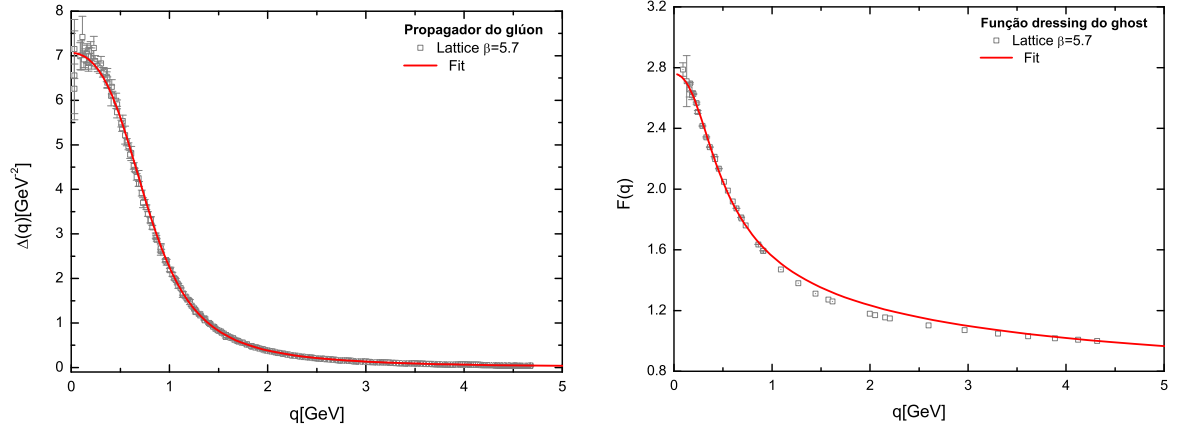 Propagador do glúon
Lattice β=5.7
Fit
8
7
6
5
4
3
2
1
0
Δ(q)[GeV⁻²]
0 1 2 3 4 5
q[GeV]
Função dressing do ghost
Lattice β=5.7
Fit
3.2
2.8
2.4
2.0
1.6
1.2
0.8
F(q)
0 1 2 3 4 5
q[GeV]